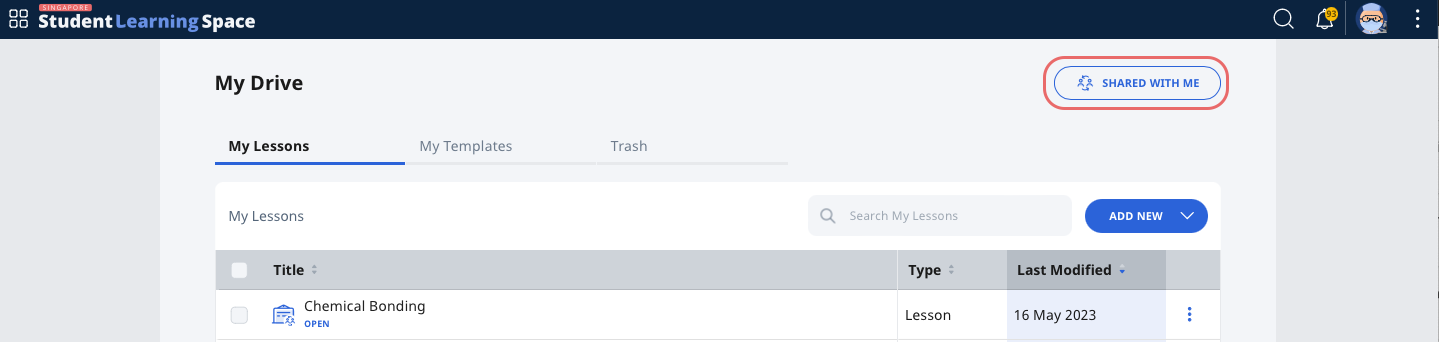 SINGAPORE
Student Learning Space
93
My Drive
SHARED WITH ME
My Lessons
My Templates
Trash
My Lessons
Search My Lessons
ADD NEW
Title
Type
Last Modified
Chemical Bonding
OPEN
Lesson
16 May 2023